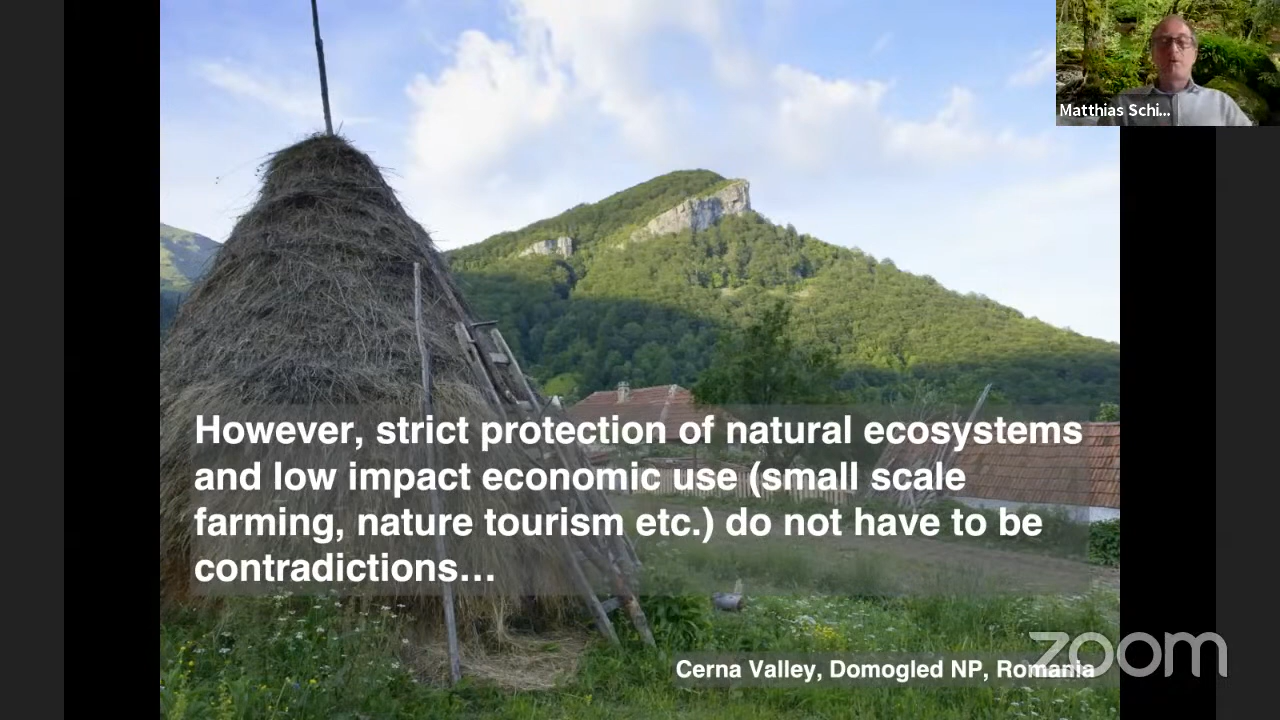 Matthias Schi...
However, strict protection of natural ecosystems
and low impact economic use (small scale
farming, nature tourism etc.) do not have to be
contradictions…
Cerna Valley, Domogled NP, Romania
zoom